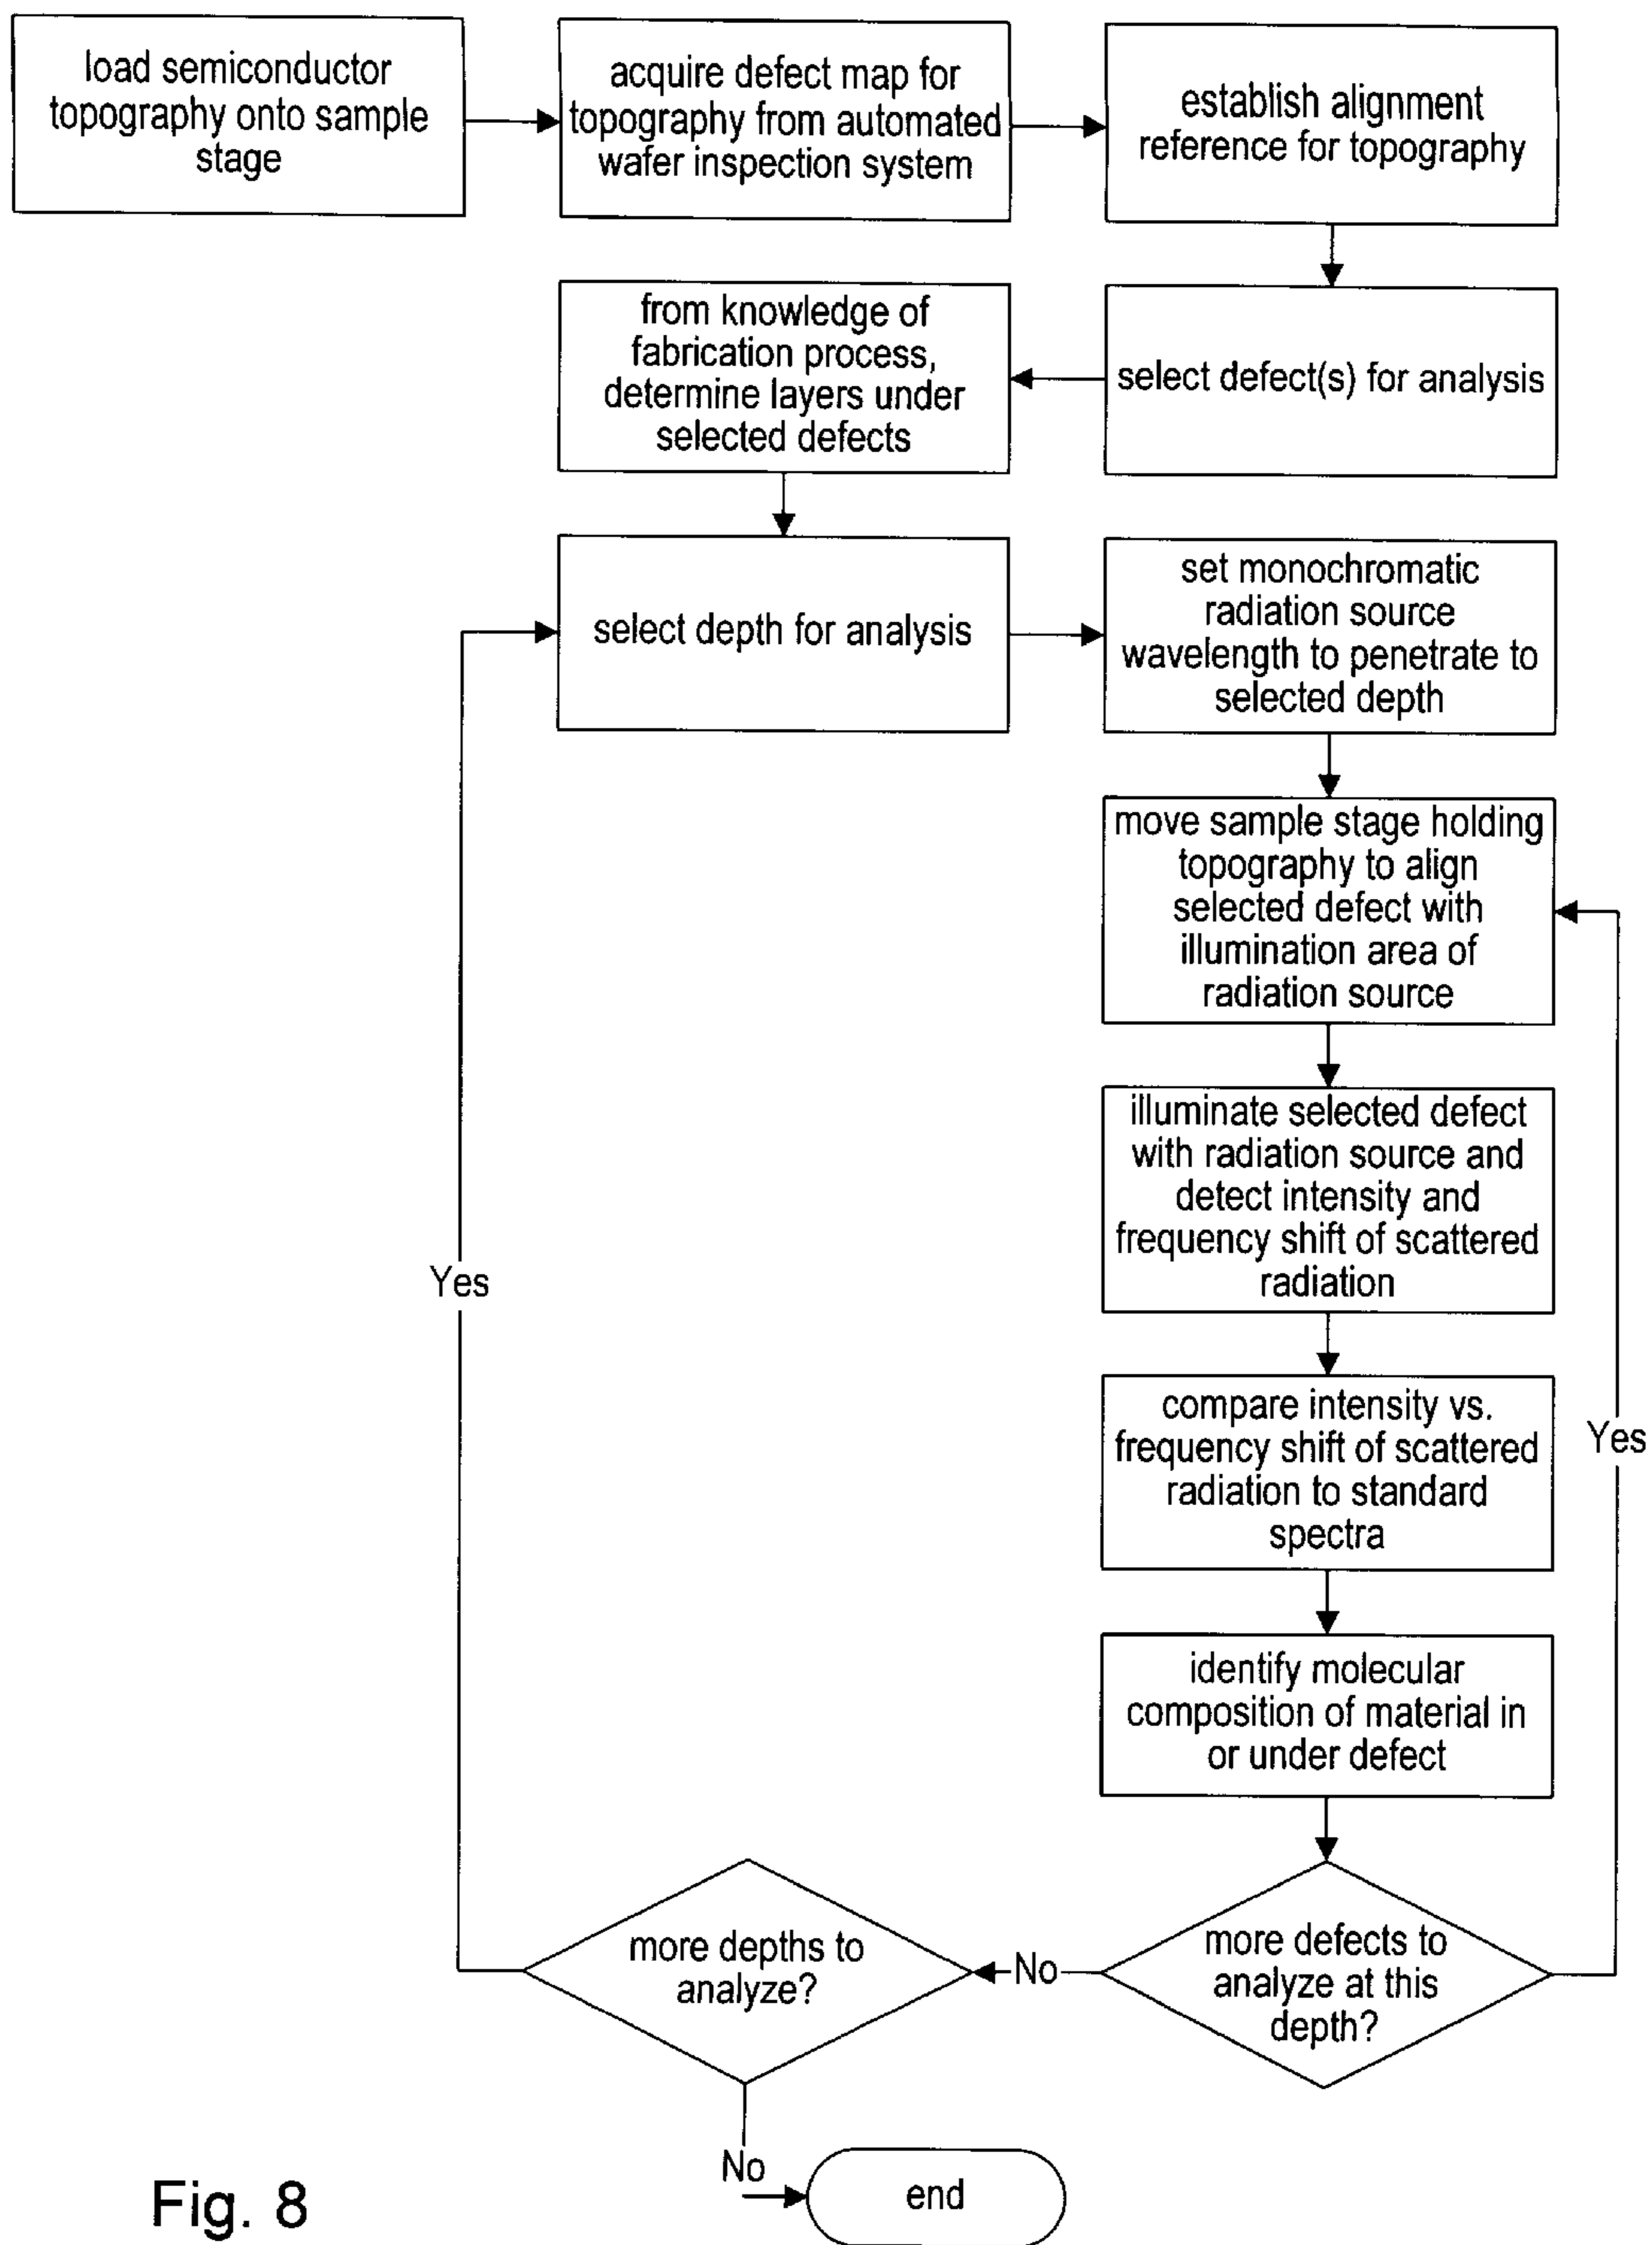 load semiconductor
topography onto sample
stage
acquire defect map for
topography from automated
wafer inspection system
establish alignment
reference for topography
select defect(s) for analysis
from knowledge of
fabrication process,
determine layers under
selected defects
select depth for analysis
set monochromatic
radiation source
wavelength to penetrate to
selected depth
move sample stage holding
topography to align
selected defect with
illumination area of
radiation source
illuminate selected defect
with radiation source and
detect intensity and
frequency shift of scattered
radiation
compare intensity vs.
frequency shift of scattered
radiation to standard
spectra
identify molecular
composition of material in
or under defect
more defects to
analyze at this
depth?
Yes
No
more depths to
analyze?
Yes
No
end
Fig. 8